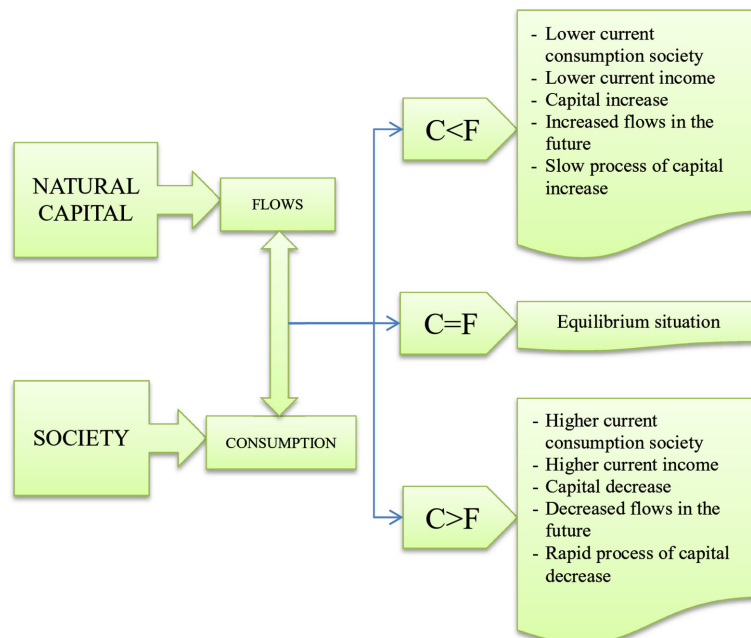 NATURAL
CAPITAL
FLOWS
SOCIETY
CONSUMPTION
C<F
- Lower current
consumption society
- Lower current income
- Capital increase
- Increased flows in the
future
- Slow process of capital
increase
C=F
Equilibrium situation
C>F
- Higher current
consumption society
- Higher current income
- Capital decrease
- Decreased flows in the
future
- Rapid process of capital
decrease